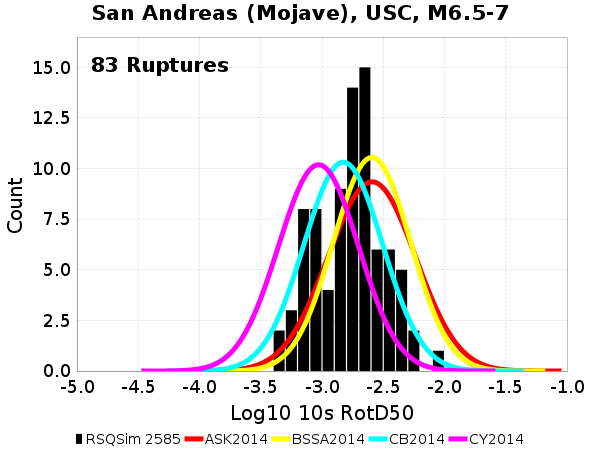 San Andreas (Mojave), USC, M6.5-7
83 Ruptures
15.0
12.5
10.0
7.5
5.0
2.5
0.0
Count
-5.0 -4.5 -4.0 -3.5 -3.0 -2.5 -2.0 -1.5 -1.0
Log10 10s RotD50
RSQSim 2585 ASK2014 BSSA2014 CB2014 CY2014